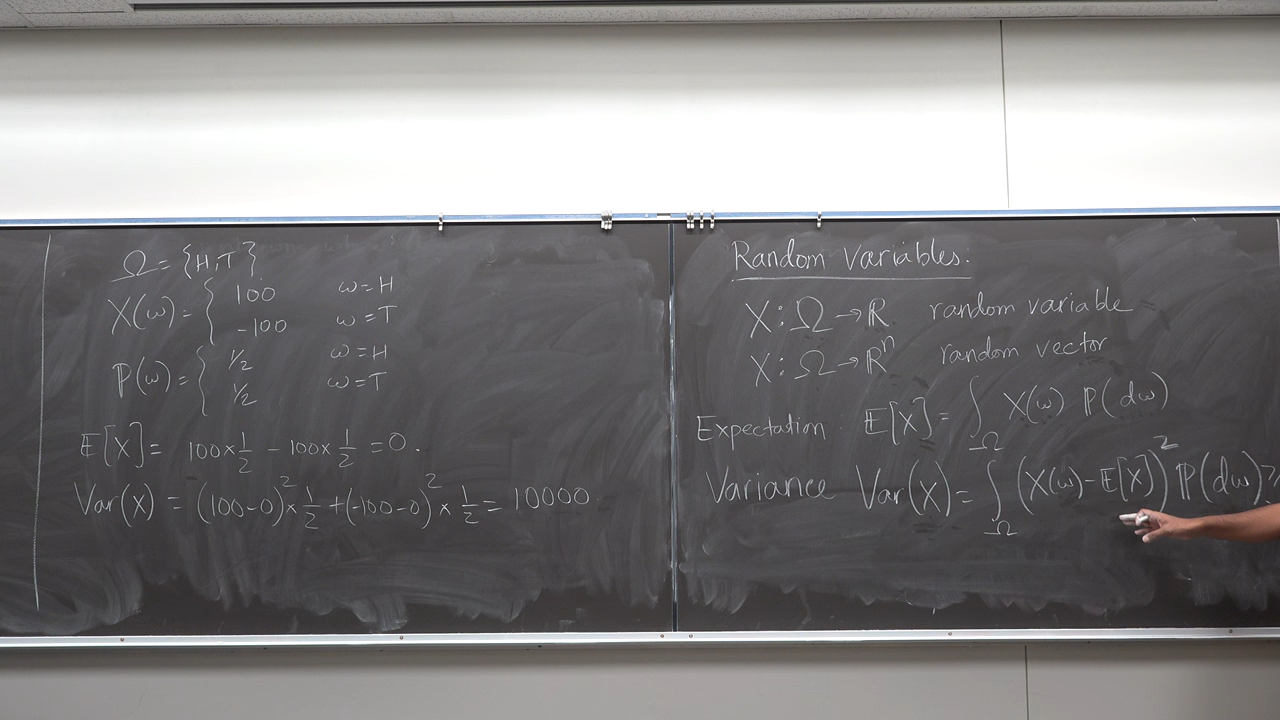 Ω = {H,T}
X(ω) = { 100 ω=H
-100 ω=T
ℙ(ω) = { 1/2 ω=H
1/2 ω=T
𝔼[X] = 100×1/2 - 100×1/2 = 0.
Var(X) = (100-0)²×1/2 + (-100-0)²×1/2 = 10000.
Random Variables:
X : Ω → ℝ random variable
X : Ω → ℝⁿ random vector
Expectation 𝔼[X] = ∫_Ω X(ω) ℙ(dω)
Variance Var(X) = ∫_Ω (X(ω) - 𝔼[X])² ℙ(dω) ≥